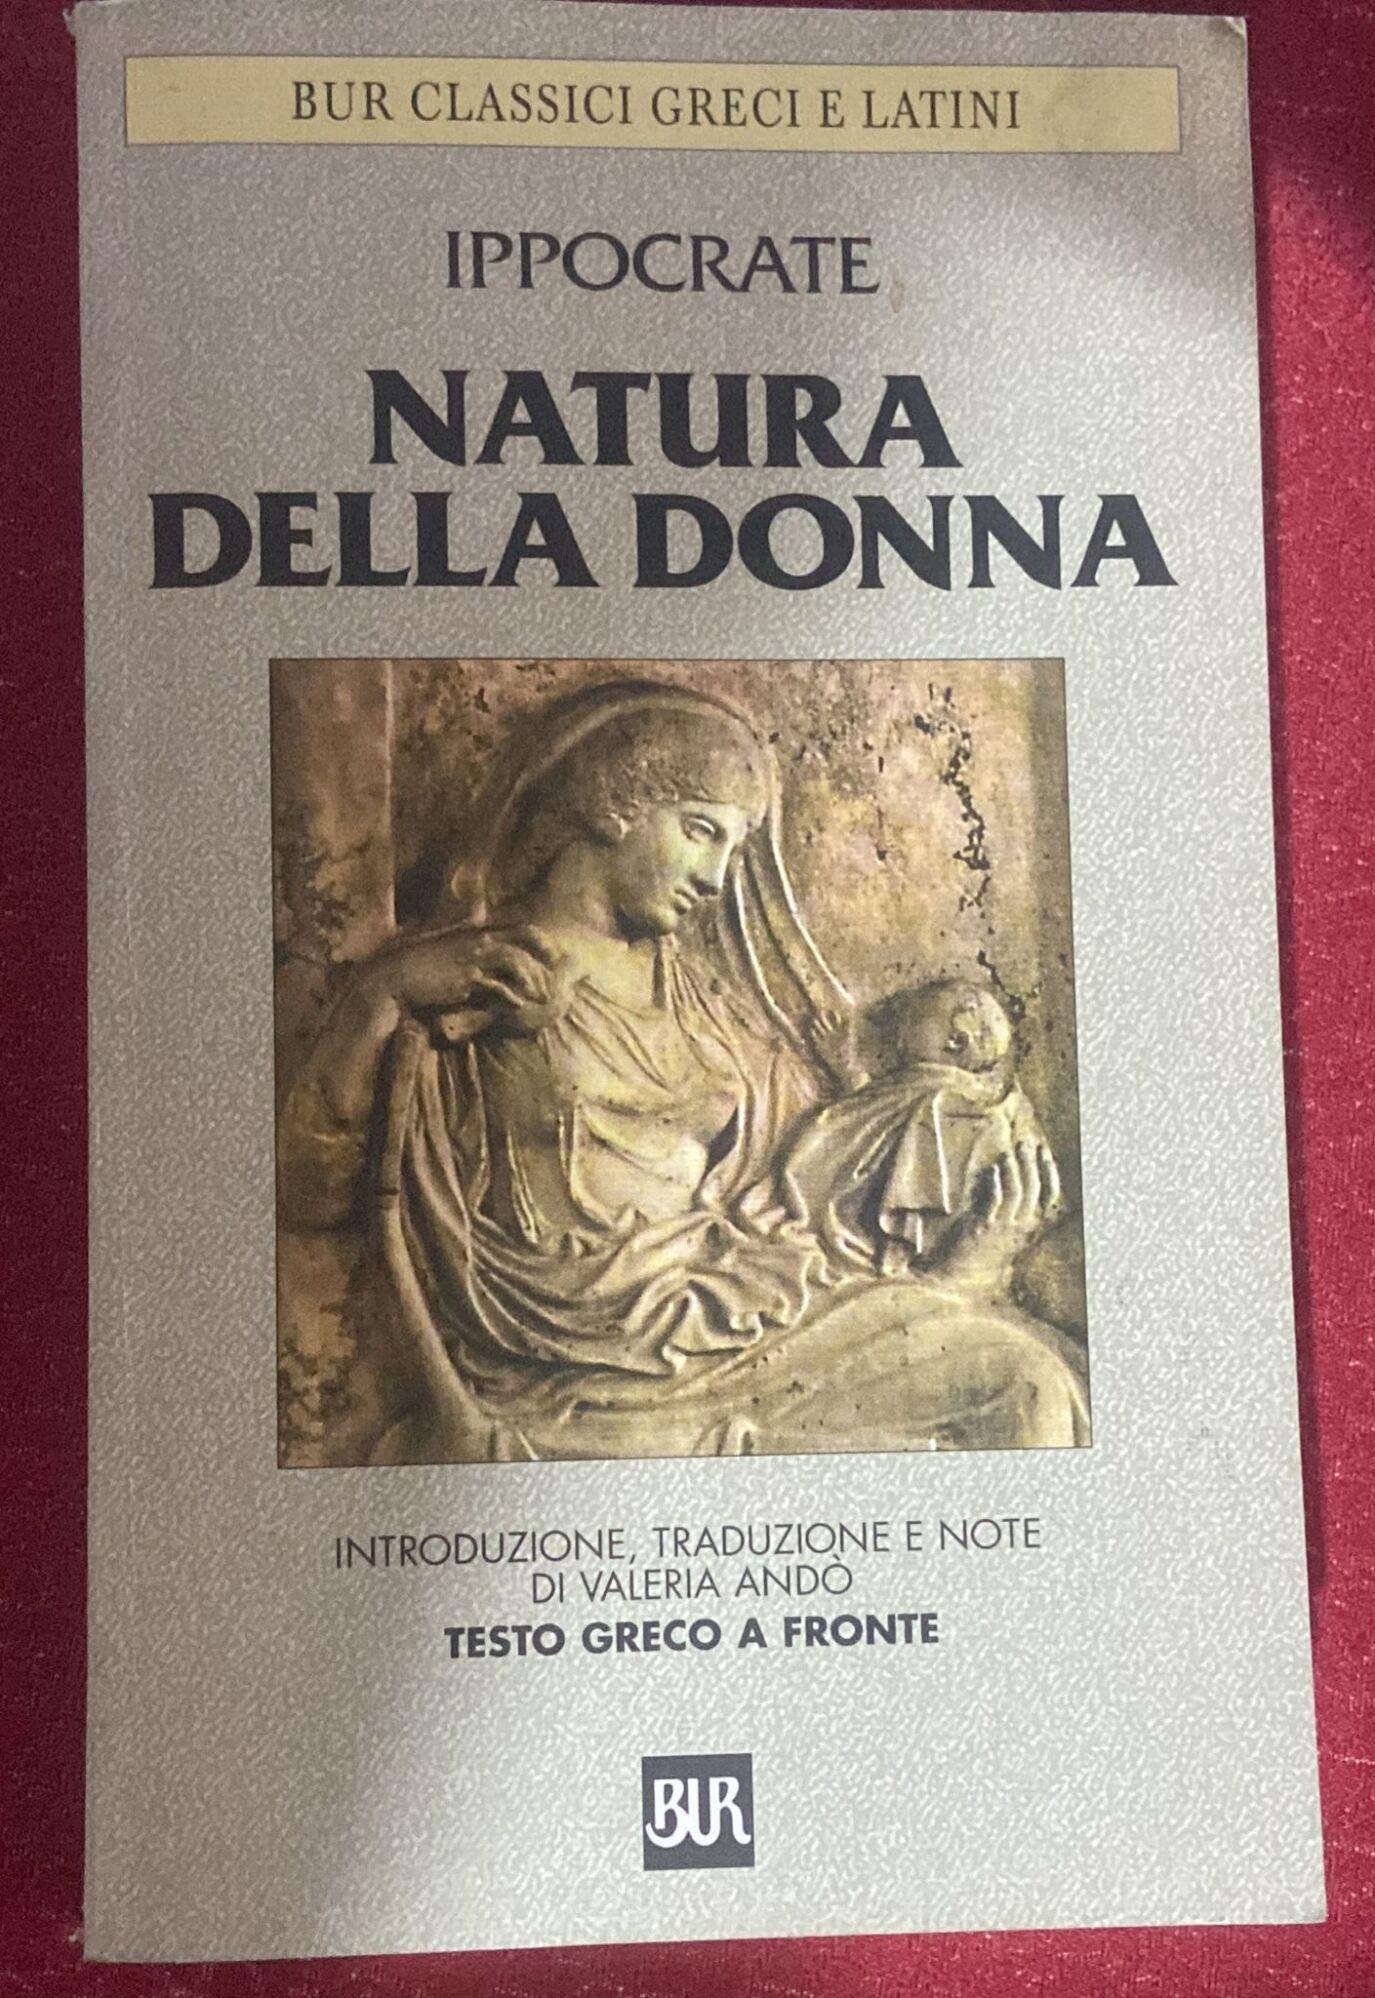 BUR CLASSICI GRECI E LATINI
IPPOCRATE
NATURA
DELLA DONNA
INTRODUZIONE, TRADUZIONE E NOTE
DI VALERIA ANDÒ
TESTO GRECO A FRONTE
BUR